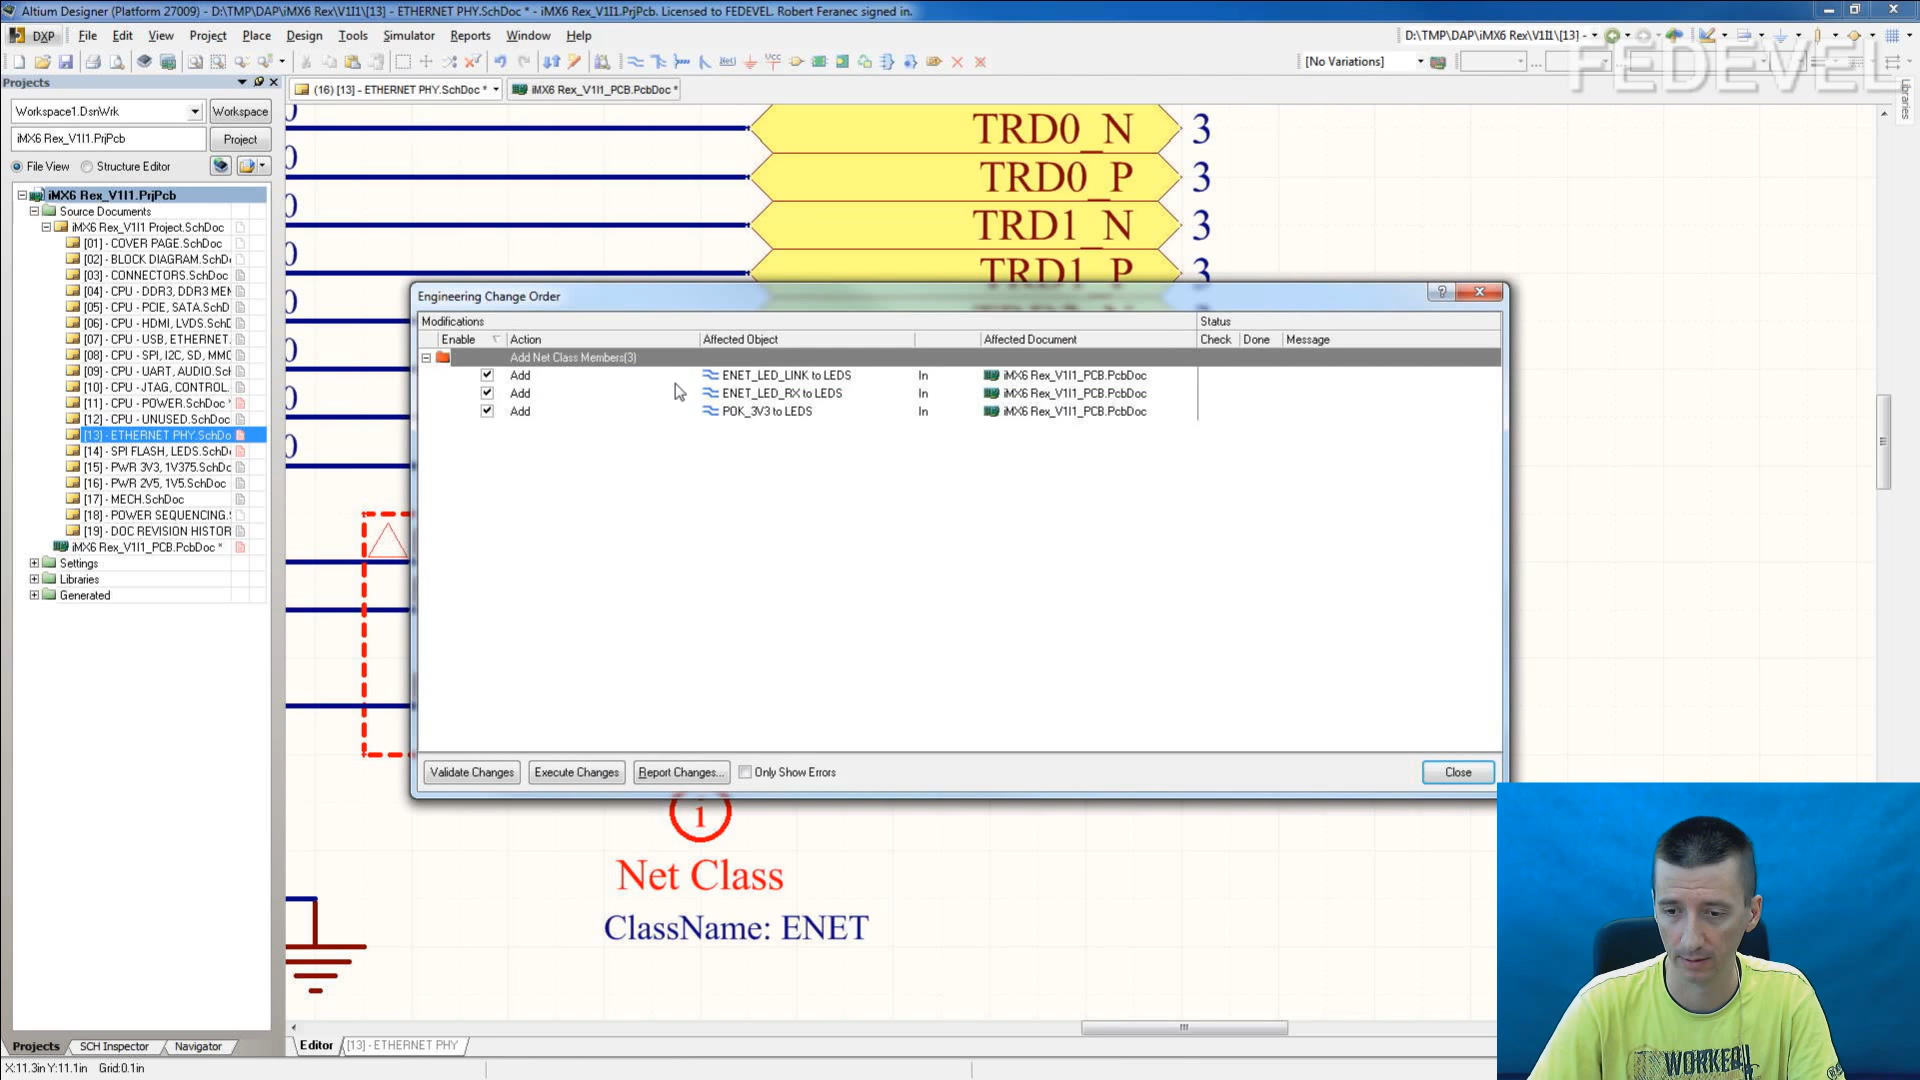 Altium Designer (Platform 27009) - D:\TMP\DAP\iMX6 Rex\V1I1\[13] - ETHERNET PHY.SchDoc * - iMX6 Rex_V1I1.PrjPcb. Licensed to FEDEVEL. Robert Feranec signed in.
DXP File Edit View Project Place Design Tools Simulator Reports Window Help
D:\TMP\DAP\iMX6 Rex\V1I1\[13] -
[No Variations]
FEDEVEL
Projects
(16) [13] - ETHERNET PHY.SchDoc * iMX6 Rex_V1I1_PCB.PcbDoc *
Libraries
Workspace1.DsnWrk Workspace
iMX6 Rex_V1I1.PrjPcb Project
File View Structure Editor
iMX6 Rex_V1I1.PrjPcb
Source Documents
iMX6 Rex_V1I1 Project.SchDoc
[01] - COVER PAGE.SchDoc
[02] - BLOCK DIAGRAM.SchD
[03] - CONNECTORS.SchDoc
[04] - CPU - DDR3, DDR3 MEM
[05] - CPU - PCIE, SATA.SchD
[06] - CPU - HDMI, LVDS.SchD
[07] - CPU - USB, ETHERNET.
[08] - CPU - SPI, I2C, SD, MMC
[09] - CPU - UART, AUDIO.Sch
[10] - CPU - JTAG, CONTROL.
[11] - CPU - POWER.SchDoc *
[12] - CPU - UNUSED.SchDoc
[13] - ETHERNET PHY.SchDo
[14] - SPI FLASH, LEDS.SchD
[15] - PWR 3V3, 1V375.SchDo
[16] - PWR 2V5, 1V5.SchDoc
[17] - MECH.SchDoc
[18] - POWER SEQUENCING.
[19] - DOC REVISION HISTOR
iMX6 Rex_V1I1_PCB.PcbDoc *
Settings
Libraries
Generated
TRD0_N 3
TRD0_P 3
TRD1_N 3
TRD1_P 3
Engineering Change Order
Modifications Status
Enable Action Affected Object Affected Document Check Done Message
Add Net Class Members(3)
Add ENET_LED_LINK to LEDS In iMX6 Rex_V1I1_PCB.PcbDoc
Add ENET_LED_RX to LEDS In iMX6 Rex_V1I1_PCB.PcbDoc
Add POK_3V3 to LEDS In iMX6 Rex_V1I1_PCB.PcbDoc
Validate Changes Execute Changes Report Changes... Only Show Errors Close
i
Net Class
ClassName: ENET
Projects SCH Inspector Navigator
Editor [13] - ETHERNET PHY
X:11.3in Y:11.1in Grid:0.1in